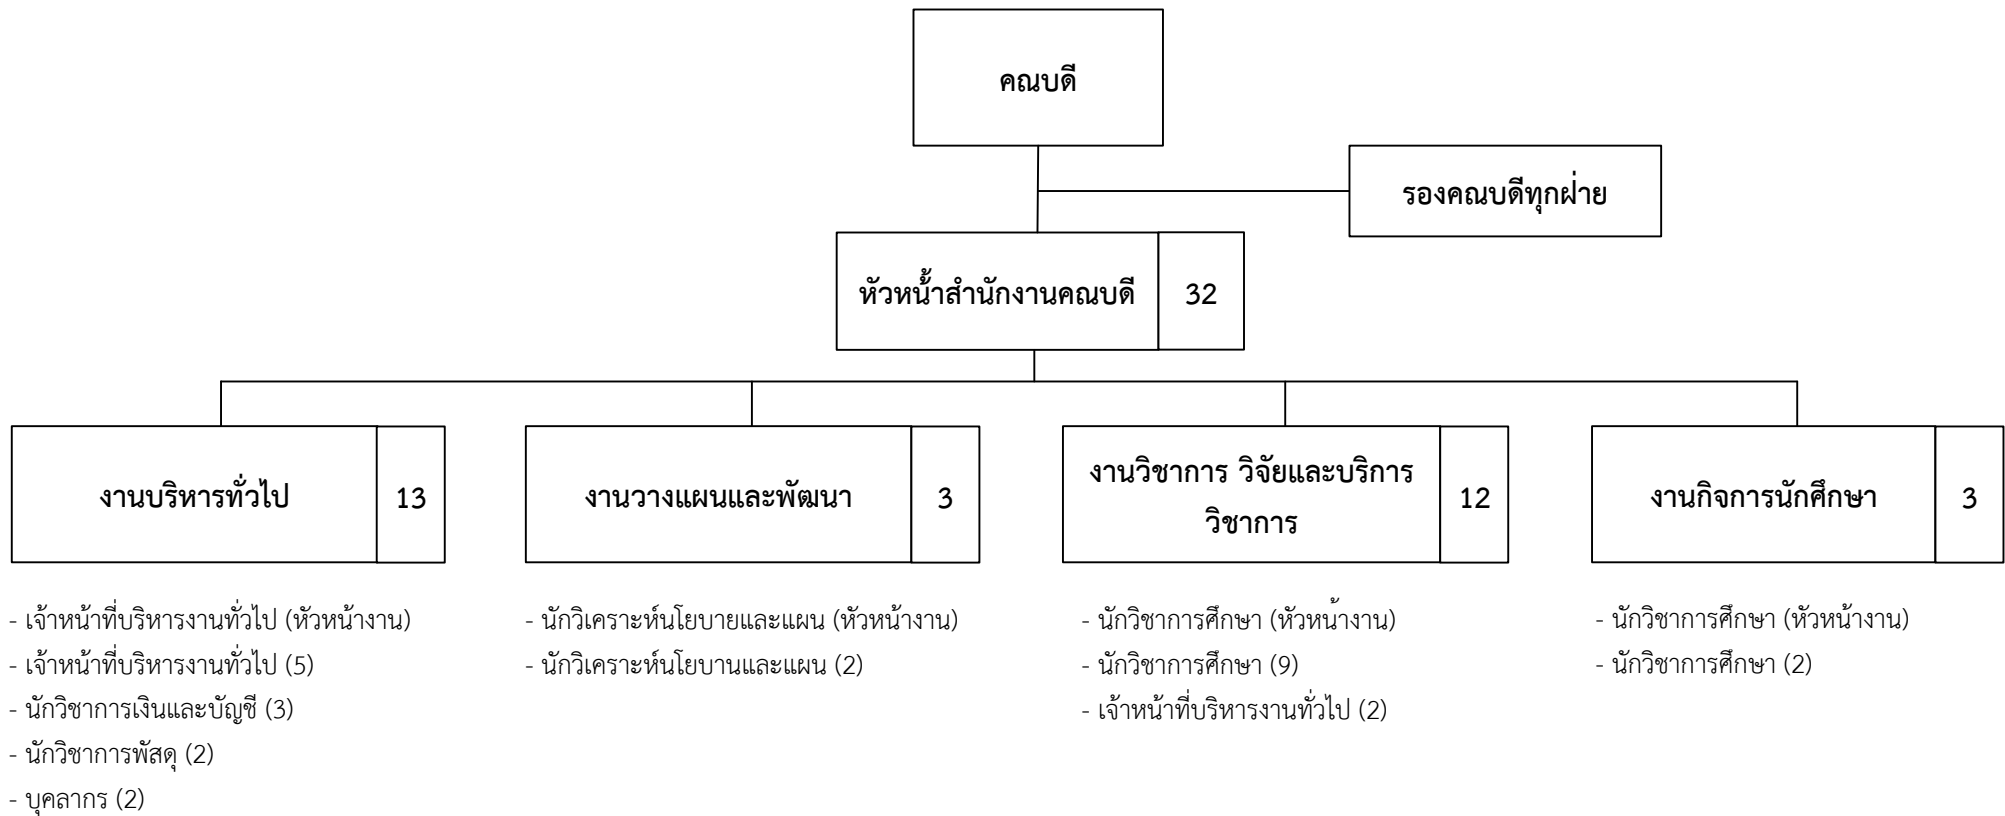 คณบดี
รองคณบดีทุกฝ่าย
หัวหน้าสำนักงานคณบดี 32
งานบริหารทั่วไป 13
- เจ้าหน้าที่บริหารงานทั่วไป (หัวหน้างาน)
- เจ้าหน้าที่บริหารงานทั่วไป (5)
- นักวิชาการเงินและบัญชี (3)
- นักวิชาการพัสดุ (2)
- บุคลากร (2)
งานวางแผนและพัฒนา 3
- นักวิเคราะห์นโยบายและแผน (หัวหน้างาน)
- นักวิเคราะห์นโยบานและแผน (2)
งานวิชาการ วิจัยและบริการ
วิชาการ 12
- นักวิชาการศึกษา (หัวหน้างาน)
- นักวิชาการศึกษา (9)
- เจ้าหน้าที่บริหารงานทั่วไป (2)
งานกิจการนักศึกษา 3
- นักวิชาการศึกษา (หัวหน้างาน)
- นักวิชาการศึกษา (2)